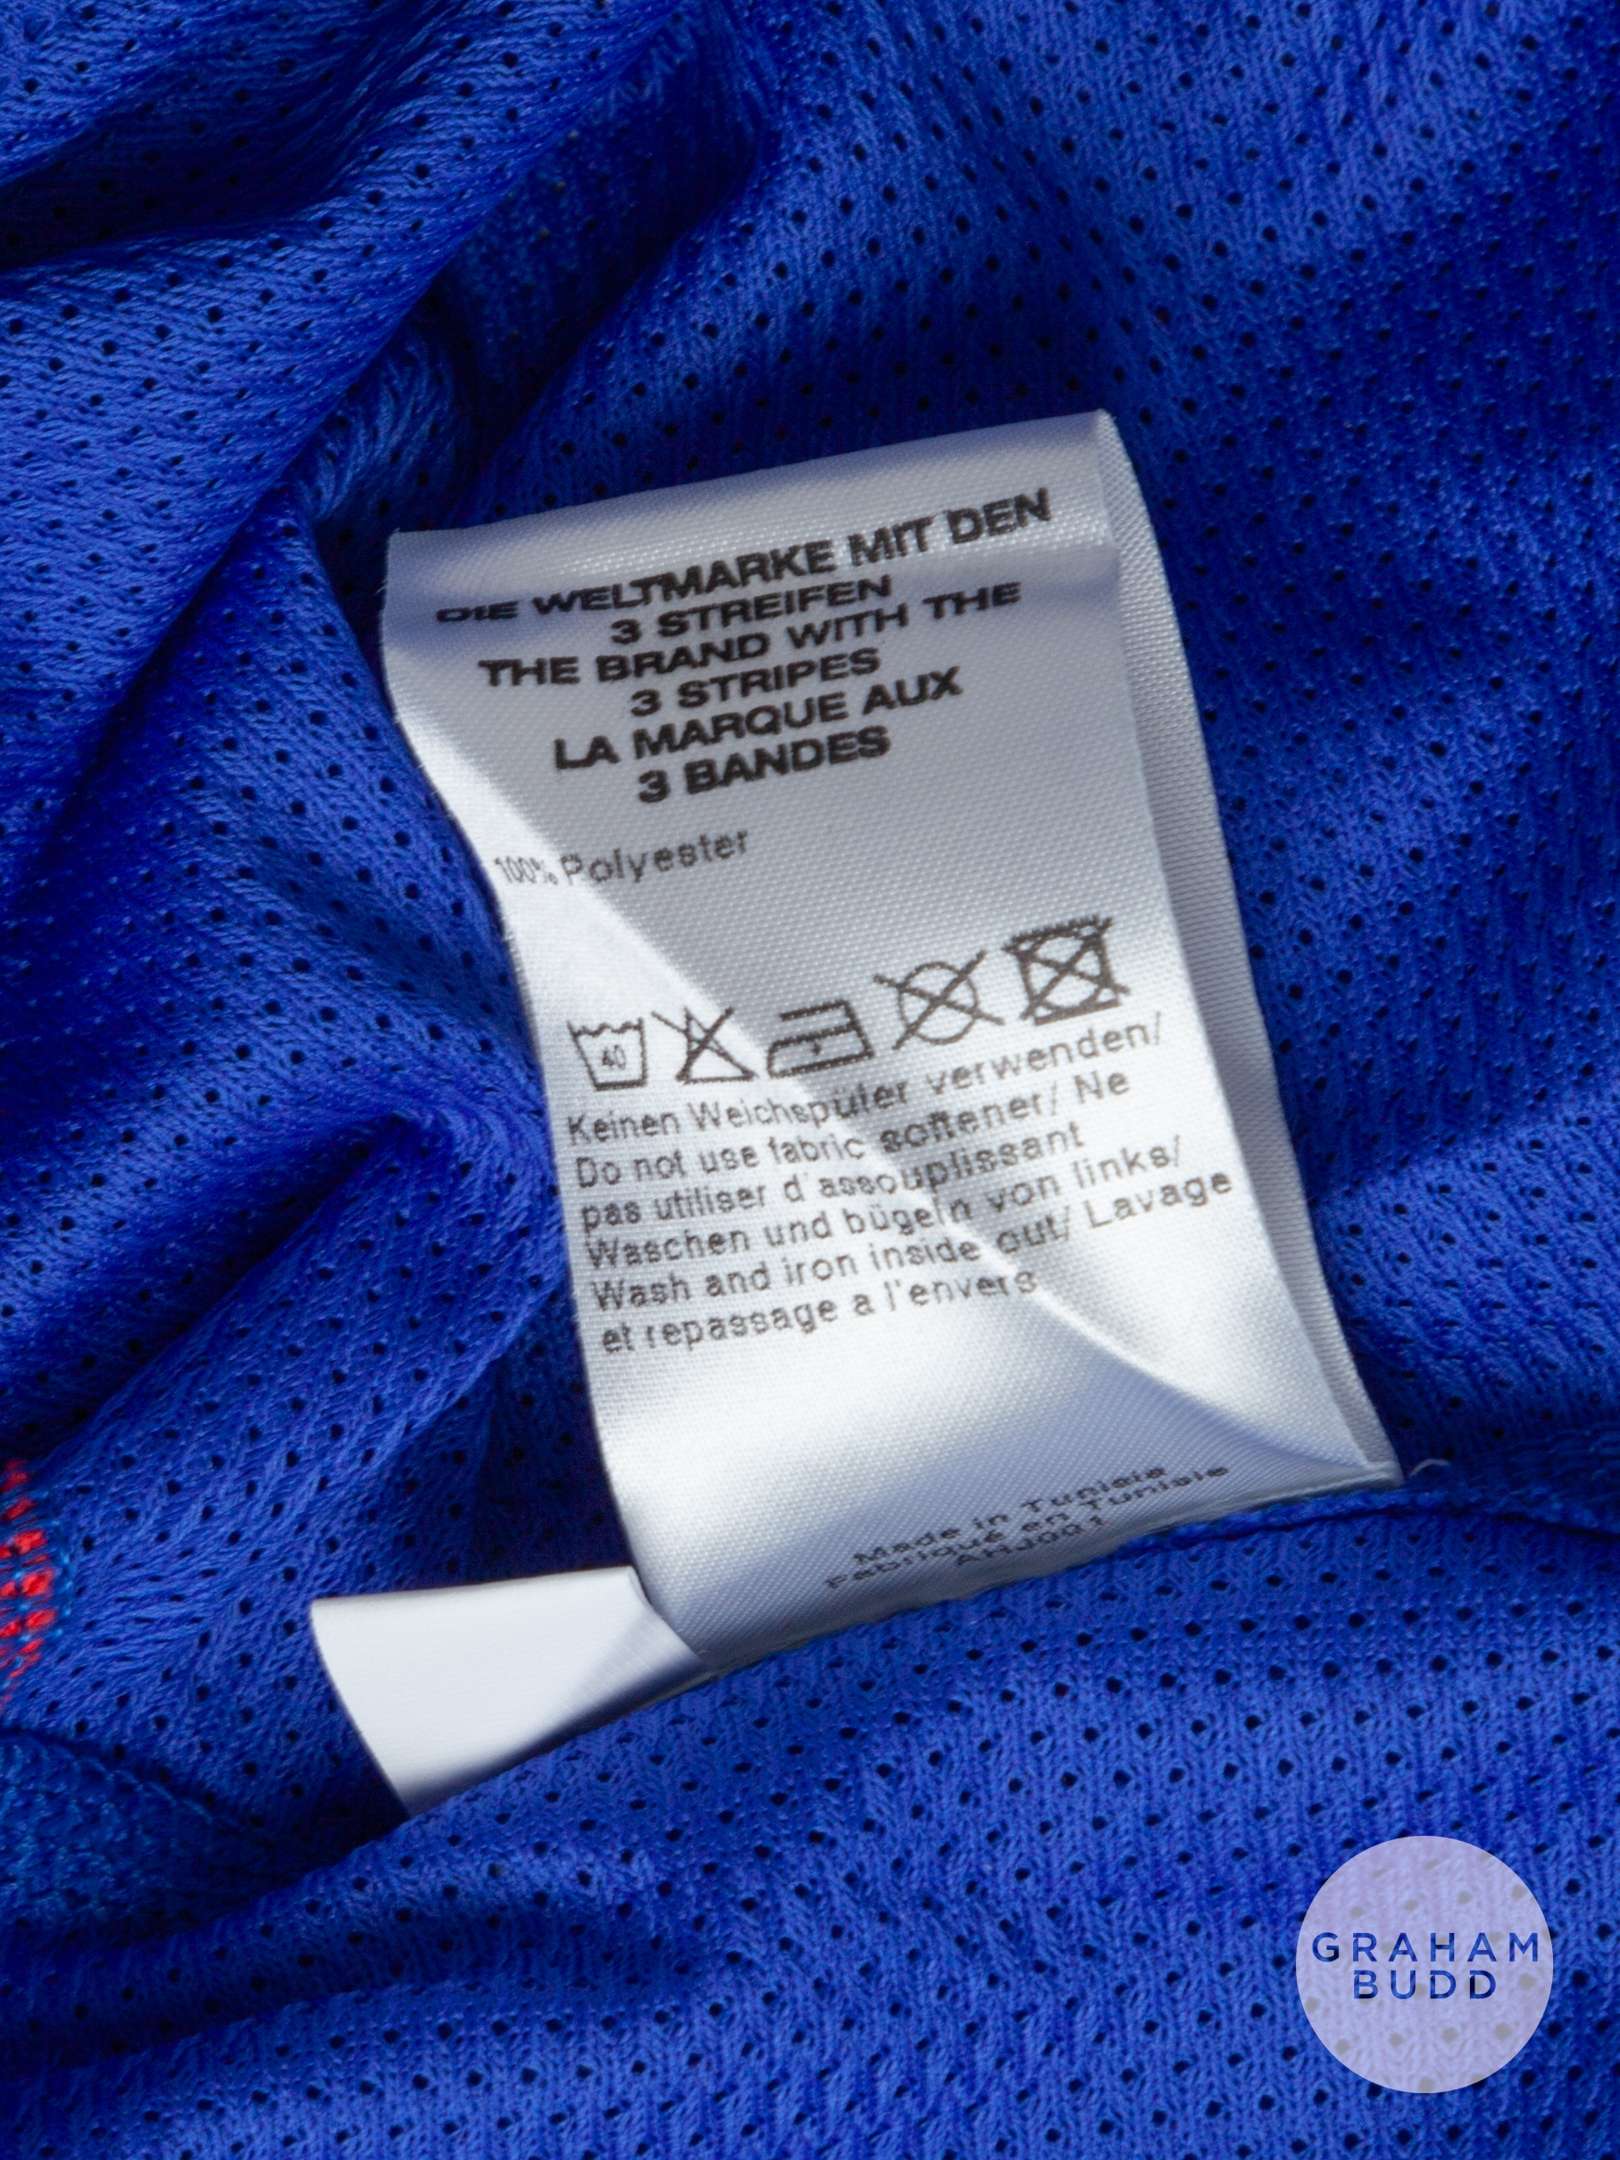 DIE WELTMARKE MIT DEN
3 STREIFEN
THE BRAND WITH THE
3 STRIPES
LA MARQUE AUX
3 BANDES
100% Polyester
40
Keinen Weichspüler verwenden/
Do not use fabric softener/ Ne
pas utiliser d'assouplissant
Waschen und bügeln von links/
Wash and iron inside out/ Lavage
et repassage a l'envers
Made in Tunisia
Fabriqué en Tunisie
AHJ001
GRAHAM
BUDD